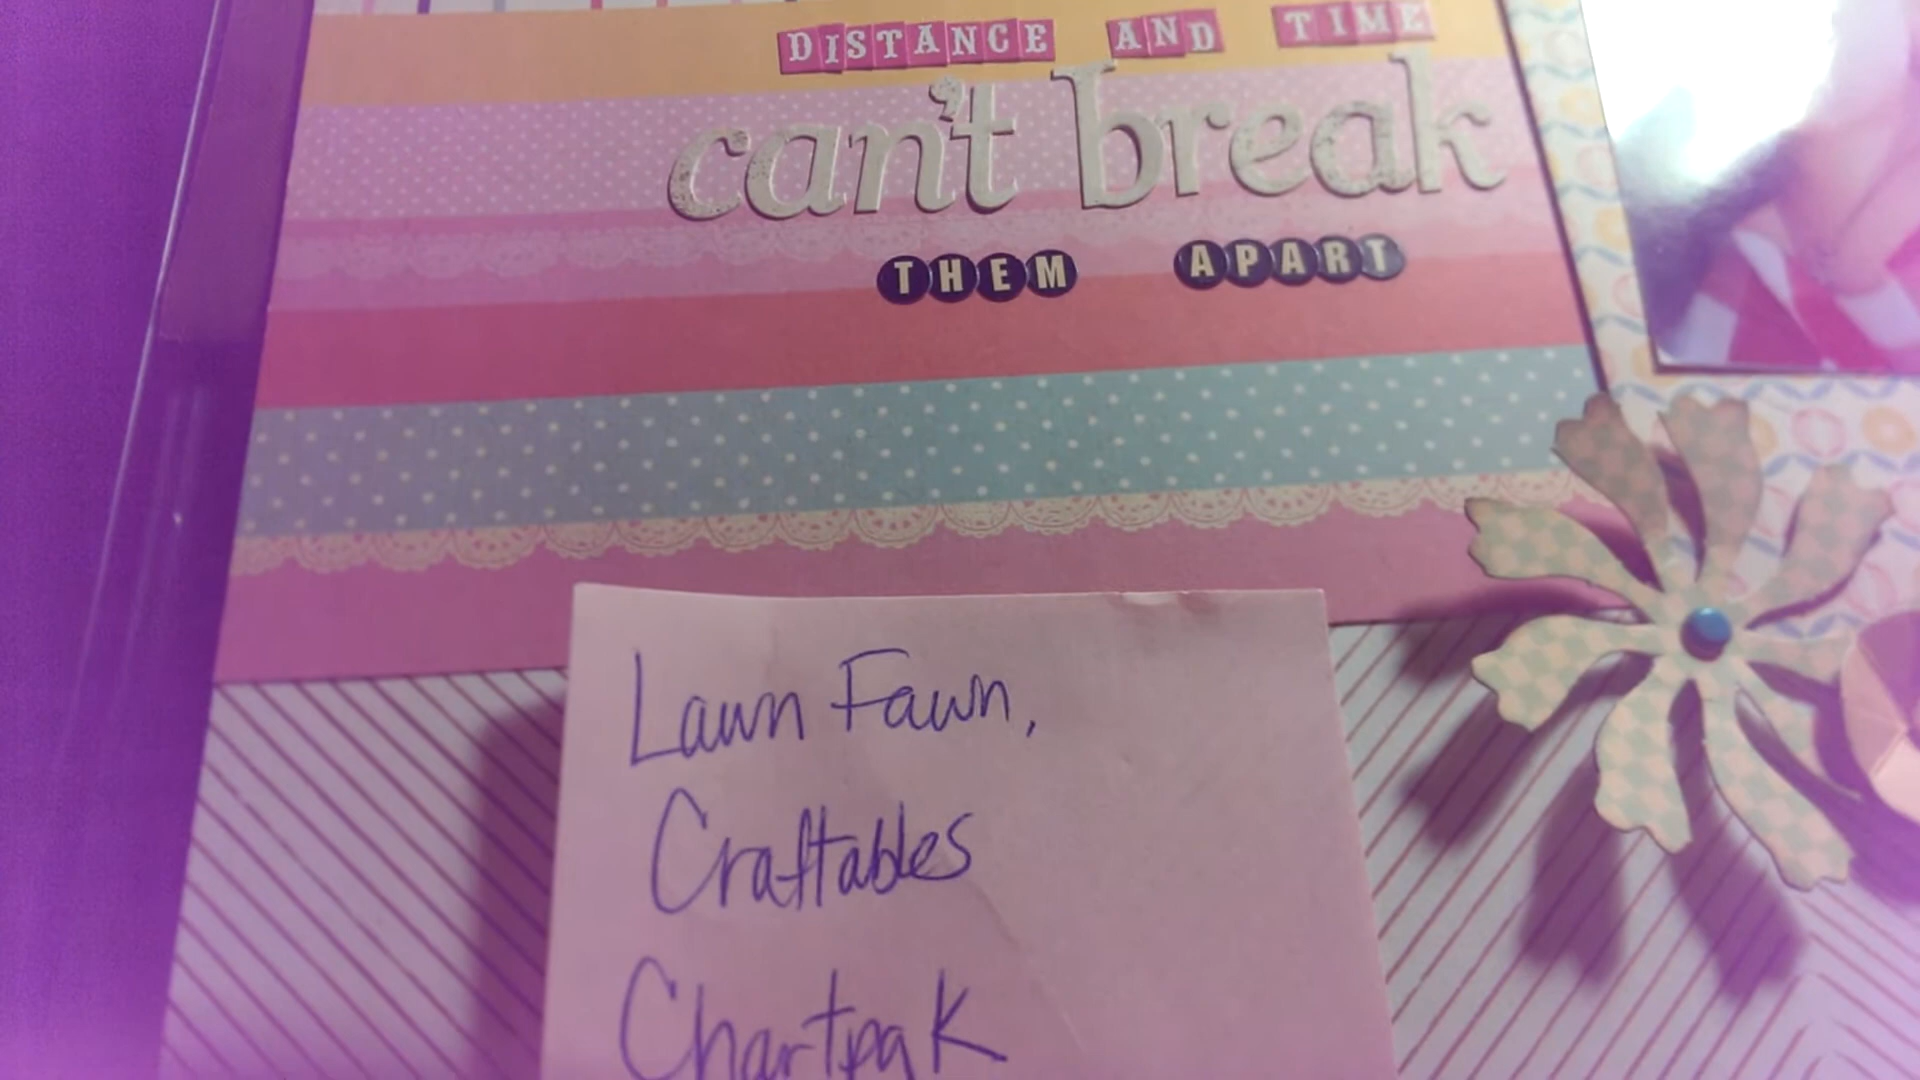 DISTANCE AND TIME
can't break
THEM APART
Lawn Fawn,
Craftables
Chartpak